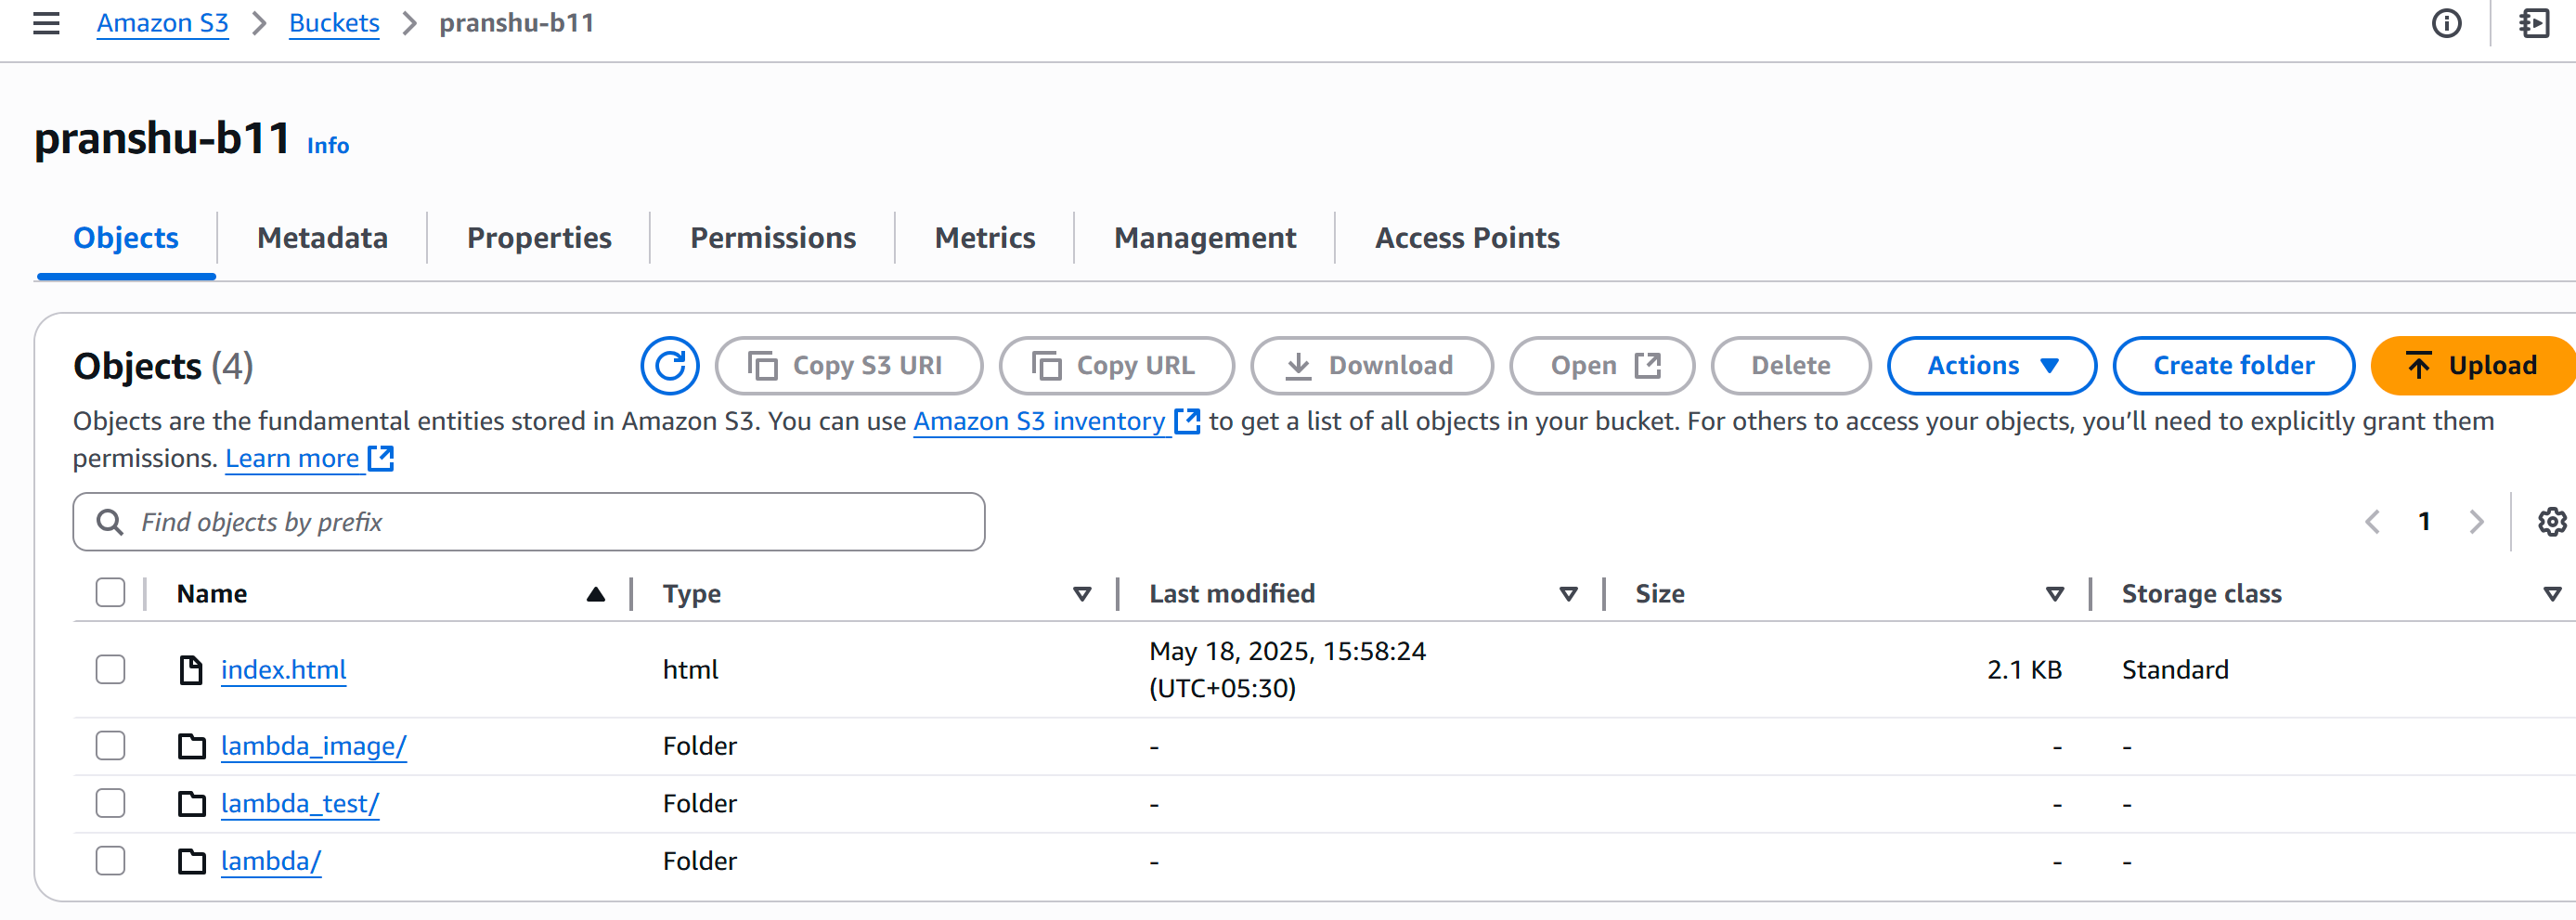 Amazon S3 > Buckets > pranshu-b11
pranshu-b11 Info
Objects Metadata Properties Permissions Metrics Management Access Points
Objects (4) Copy S3 URI Copy URL Download Open Delete Actions Create folder Upload
Objects are the fundamental entities stored in Amazon S3. You can use Amazon S3 inventory to get a list of all objects in your bucket. For others to access your objects, you’ll need to explicitly grant them
permissions. Learn more
Find objects by prefix 1
Name Type Last modified Size Storage class
index.html html May 18, 2025, 15:58:24 2.1 KB Standard
(UTC+05:30)
lambda_image/ Folder - - -
lambda_test/ Folder - - -
lambda/ Folder - - -